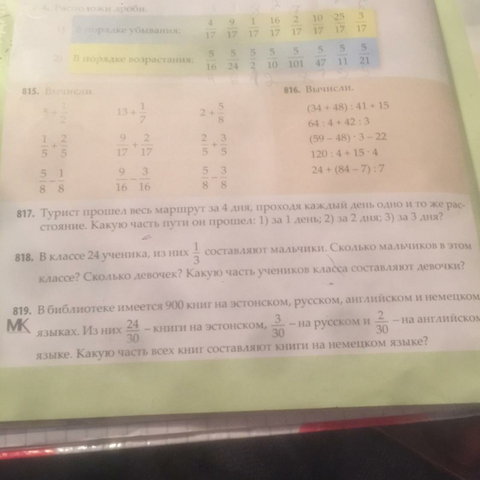 Расположи дроби.
1) В порядке убывания: 4/17 9/17 1/17 16/17 2/17 10/17 25/17 3/17
2) В порядке возрастания: 5/16 5/24 5/2 5/10 5/101 5/47 5/11 5/21
815. Вычисли. 816. Вычисли.
5 + 1/2 15 + 1/7 2 + 5/8 (34 + 48) : 41 + 15
64 : 4 + 42 : 3
1/5 + 2/5 9/17 + 2/17 2/5 + 3/5 (59 – 48) · 3 – 22
120 : 4 + 15 · 4
5/8 – 1/8 9/16 – 3/16 5/8 – 3/8 24 + (84 – 7) : 7
817. Турист прошел весь маршрут за 4 дня, проходя каждый день одно и то же рас-
стояние. Какую часть пути он прошел: 1) за 1 день; 2) за 2 дня; 3) за 3 дня?
818. В классе 24 ученика, из них 1/3 составляют мальчики. Сколько мальчиков в этом
классе? Сколько девочек? Какую часть учеников класса составляют девочки?
819. В библиотеке имеется 900 книг на эстонском, русском, английском и немецком
МК языках. Из них 24/30 – книги на эстонском, 3/30 – на русском и 2/30 – на английском
языке. Какую часть всех книг составляют книги на немецком языке?